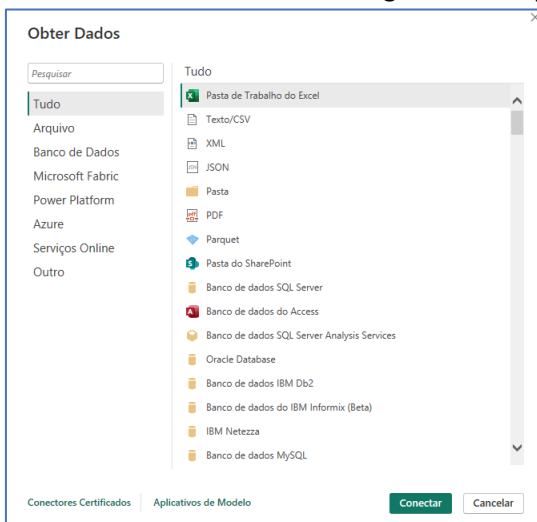 Obter Dados
Pesquisar
Tudo
Arquivo
Banco de Dados
Microsoft Fabric
Power Platform
Azure
Serviços Online
Outro
Tudo
Pasta de Trabalho do Excel
Texto/CSV
XML
JSON
Pasta
PDF
Parquet
Pasta do SharePoint
Banco de dados SQL Server
Banco de dados do Access
Banco de dados SQL Server Analysis Services
Oracle Database
Banco de dados IBM Db2
Banco de dados do IBM Informix (Beta)
IBM Netezza
Banco de dados MySQL
Conectores Certificados
Aplicativos de Modelo
Conectar
Cancelar